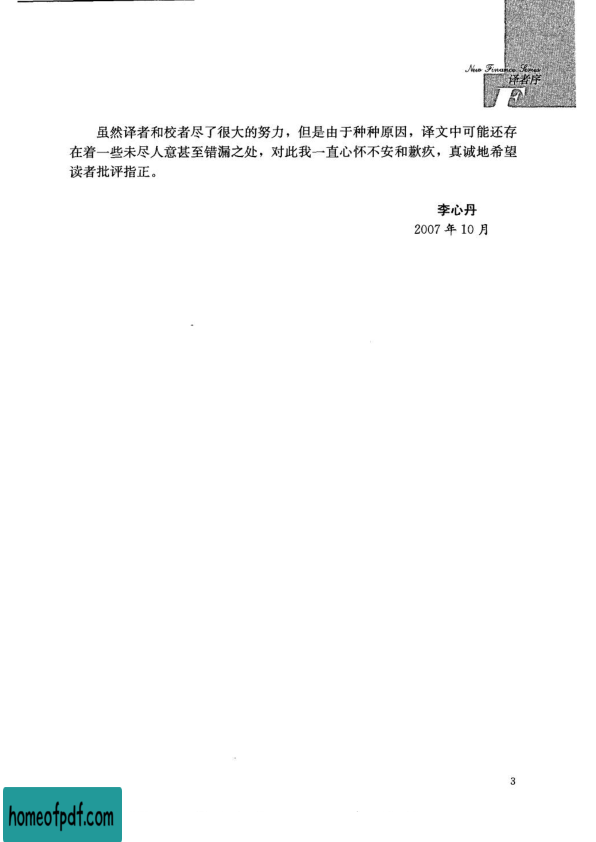 New Finance Series
译者序
F
虽然译者和校者尽了很大的努力，但是由于种种原因，译文中可能还存
在着一些未尽人意甚至错漏之处，对此我一直心怀不安和歉疚，真诚地希望
读者批评指正。
李心丹
2007 年 10 月
3
homeofpdf.com